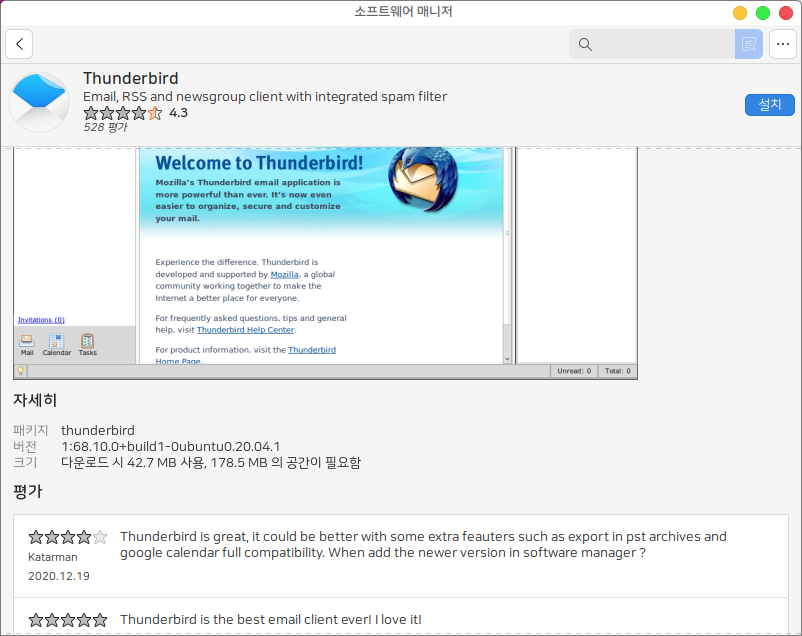 소프트웨어 매니저
Thunderbird
Email, RSS and newsgroup client with integrated spam filter
4.3
528 평가
설치
Welcome to Thunderbird!
Mozilla's Thunderbird email application is
more powerful than ever. It's now even
easier to organize, secure and customize
your mail.
Experience the difference. Thunderbird is
developed and supported by Mozilla, a global
community working together to make the
Internet a better place for everyone.
For frequently asked questions, tips and general
help, visit Thunderbird Help Center.
For product information, visit the Thunderbird
Home Page.
Invitations (0)
Mail Calendar Tasks
Unread: 0 Total: 0
자세히
패키지 thunderbird
버전 1:68.10.0+build1-0ubuntu0.20.04.1
크기 다운로드 시 42.7 MB 사용, 178.5 MB 의 공간이 필요함
평가
Thunderbird is great, it could be better with some extra feauters such as export in pst archives and
google calendar full compatibility. When add the newer version in software manager ?
Katarman
2020.12.19
Thunderbird is the best email client ever! I love it!